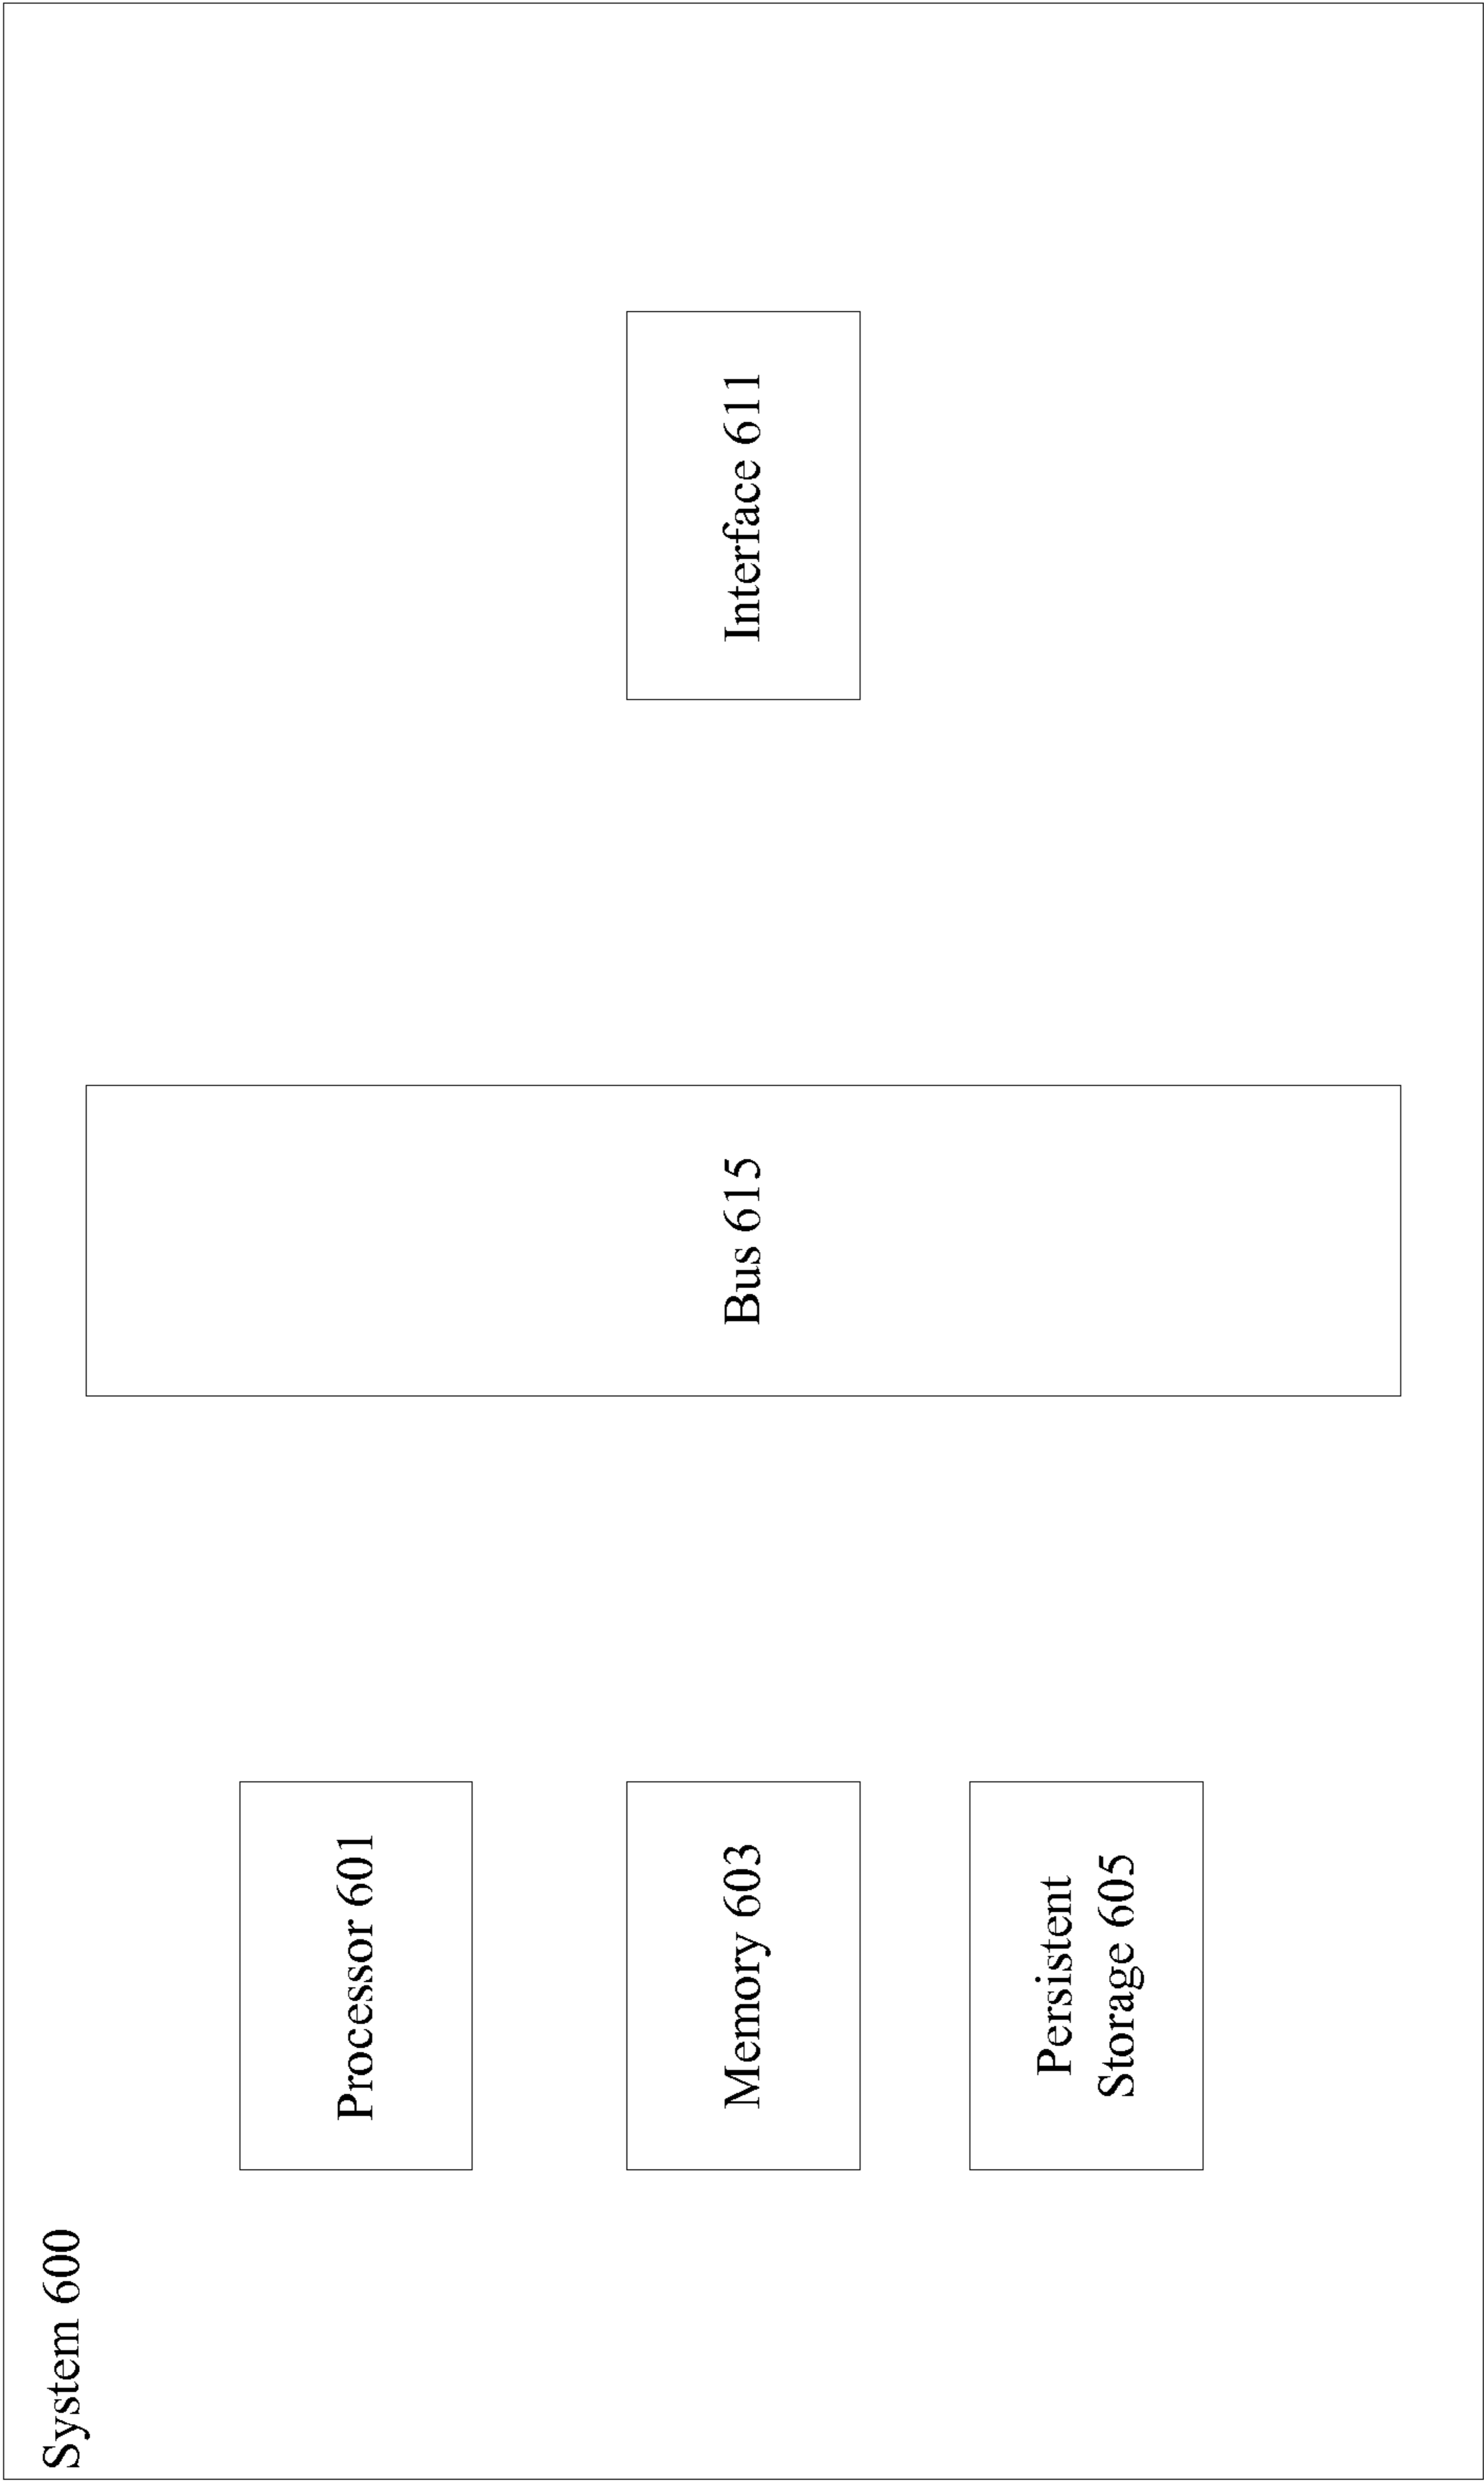 System 600
Processor 601
Memory 603
Persistent
Storage 605
Bus 615
Interface 611